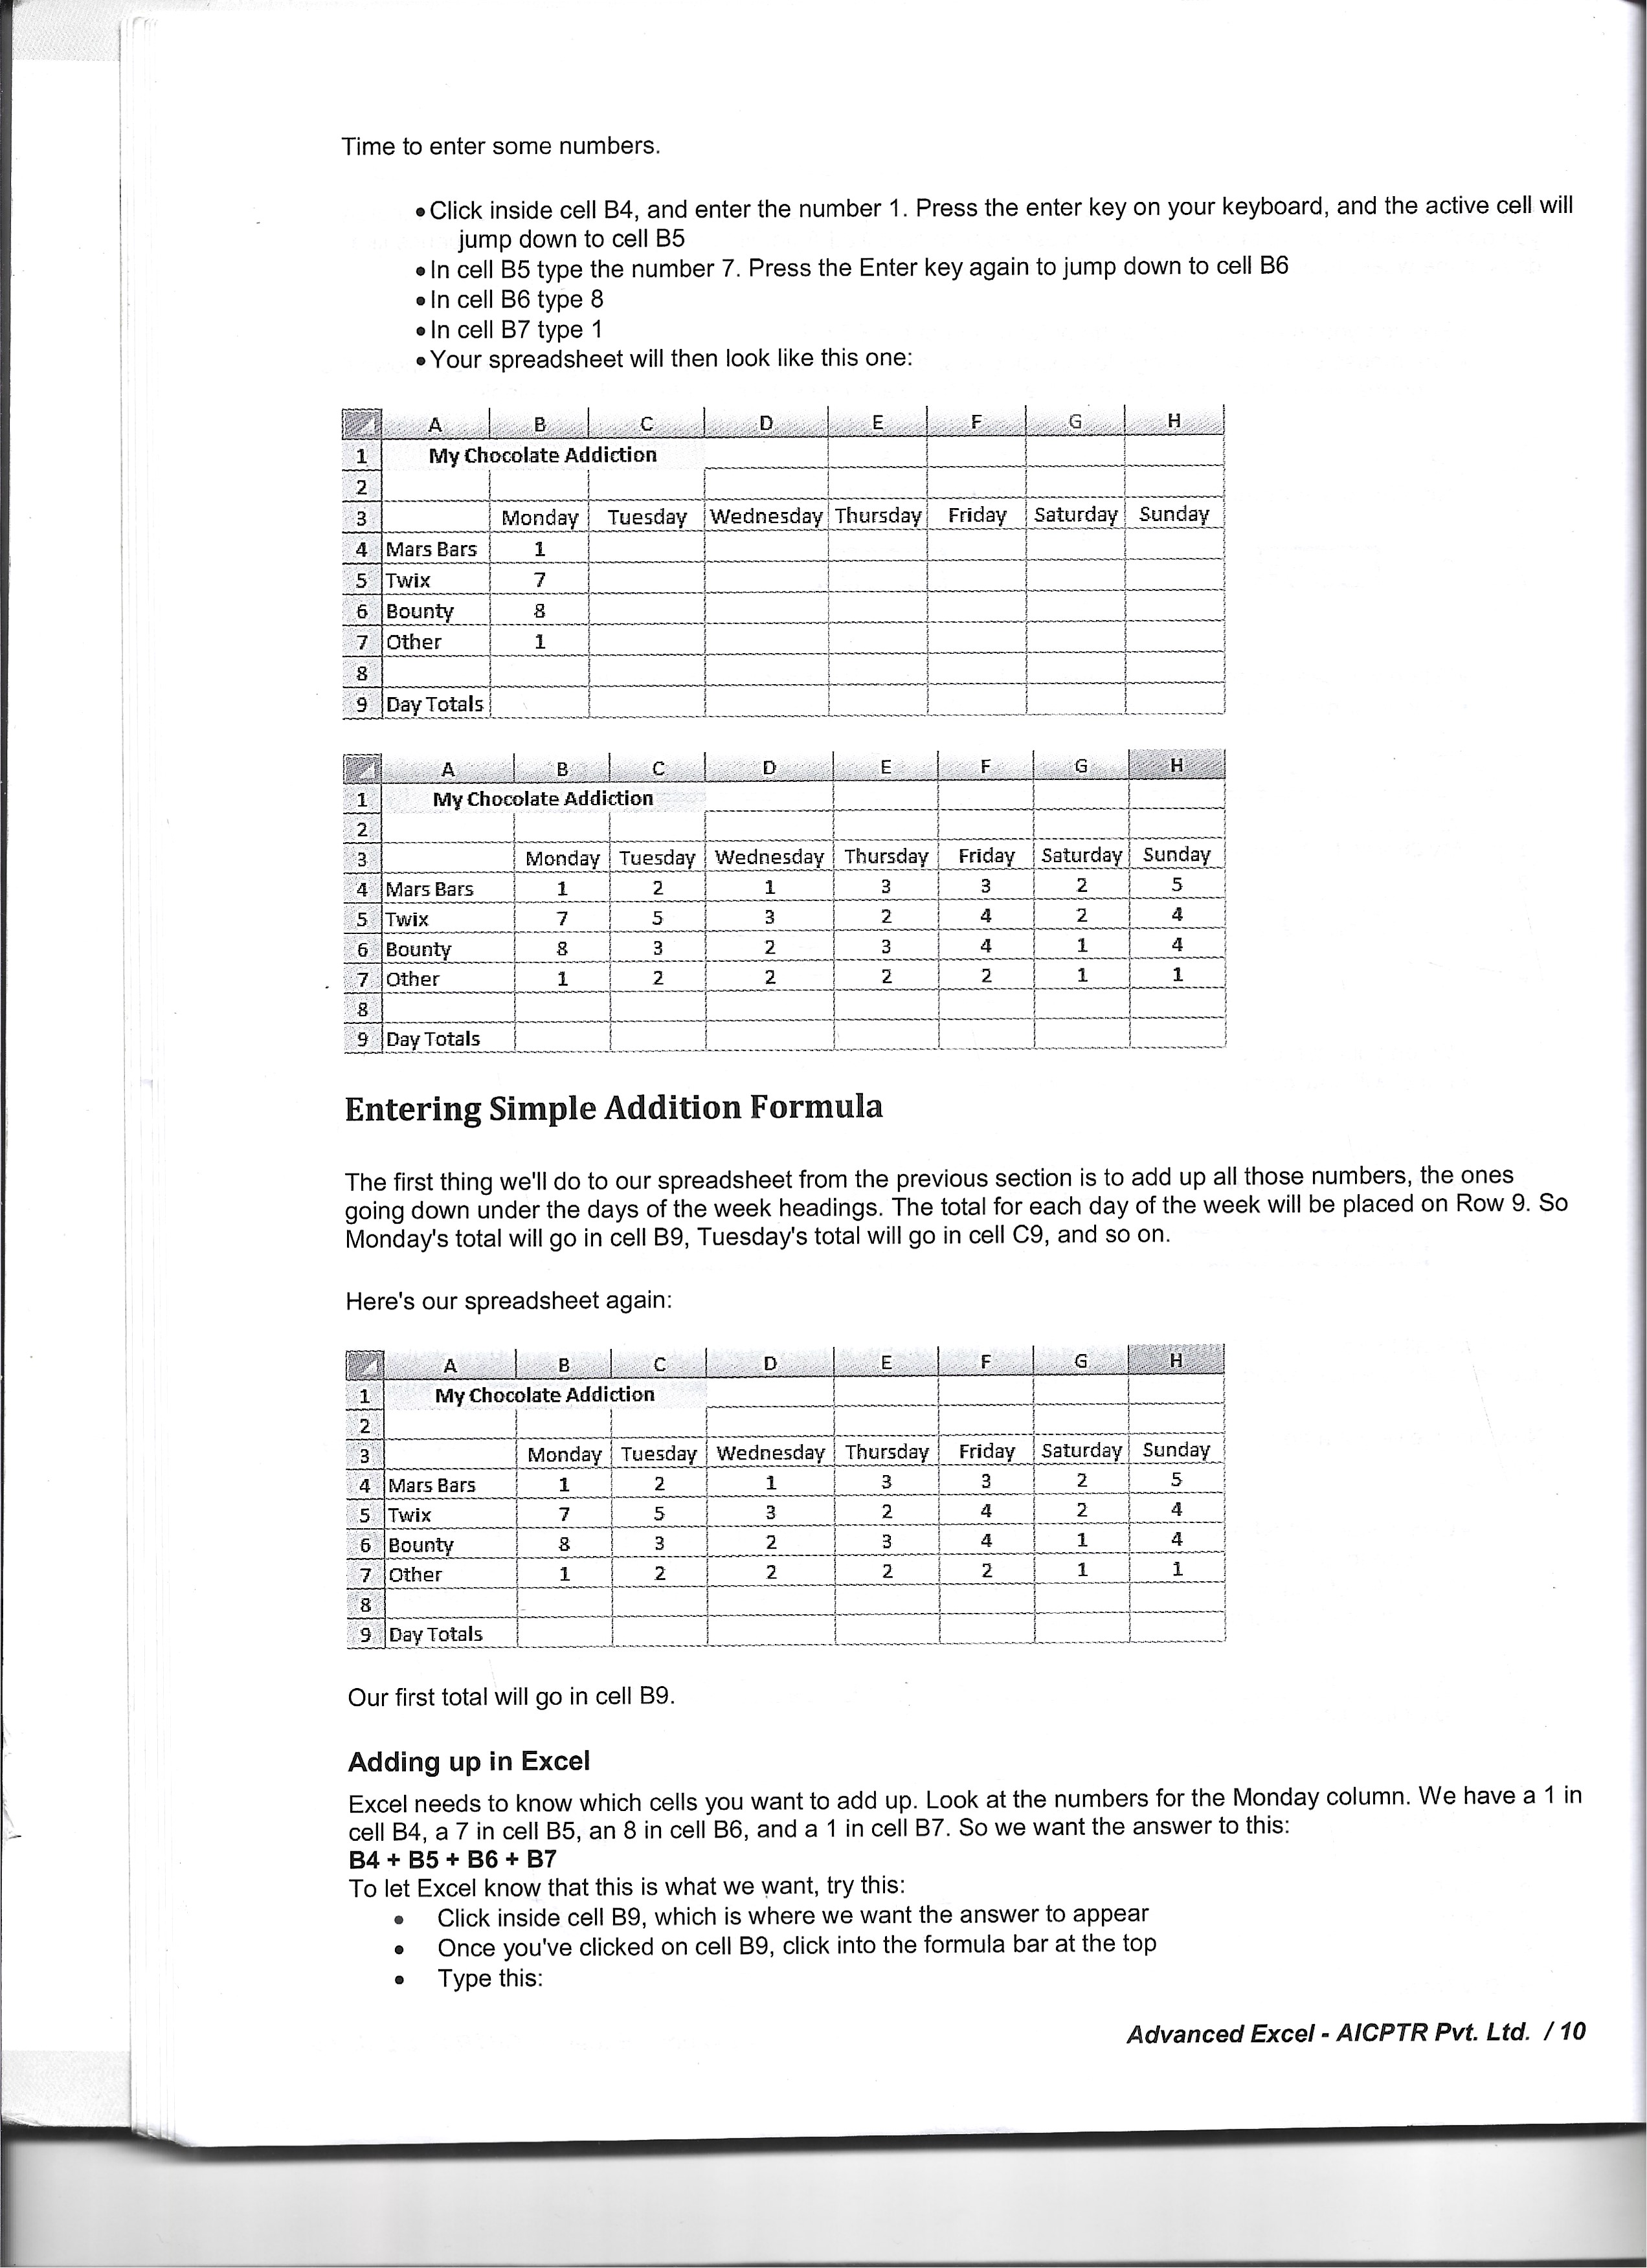 Time to enter some numbers.
•Click inside cell B4, and enter the number 1. Press the enter key on your keyboard, and the active cell will
jump down to cell B5
•In cell B5 type the number 7. Press the Enter key again to jump down to cell B6
•In cell B6 type 8
•In cell B7 type 1
•Your spreadsheet will then look like this one:
A B C D E F G H
1 My Chocolate Addiction
2
3 Monday Tuesday Wednesday Thursday Friday Saturday Sunday
4 Mars Bars 1
5 Twix 7
6 Bounty 8
7 Other 1
8
9 Day Totals
A B C D E F G H
1 My Chocolate Addiction
2
3 Monday Tuesday Wednesday Thursday Friday Saturday Sunday
4 Mars Bars 1 2 1 3 3 2 5
5 Twix 7 5 3 2 4 2 4
6 Bounty 8 3 2 3 4 1 4
7 Other 1 2 2 2 2 1 1
8
9 Day Totals
Entering Simple Addition Formula
The first thing we'll do to our spreadsheet from the previous section is to add up all those numbers, the ones
going down under the days of the week headings. The total for each day of the week will be placed on Row 9. So
Monday's total will go in cell B9, Tuesday's total will go in cell C9, and so on.
Here's our spreadsheet again:
A B C D E F G H
1 My Chocolate Addiction
2
3 Monday Tuesday Wednesday Thursday Friday Saturday Sunday
4 Mars Bars 1 2 1 3 3 2 5
5 Twix 7 5 3 2 4 2 4
6 Bounty 8 3 2 3 4 1 4
7 Other 1 2 2 2 2 1 1
8
9 Day Totals
Our first total will go in cell B9.
Adding up in Excel
Excel needs to know which cells you want to add up. Look at the numbers for the Monday column. We have a 1 in
cell B4, a 7 in cell B5, an 8 in cell B6, and a 1 in cell B7. So we want the answer to this:
B4 + B5 + B6 + B7
To let Excel know that this is what we want, try this:
• Click inside cell B9, which is where we want the answer to appear
• Once you've clicked on cell B9, click into the formula bar at the top
• Type this:
Advanced Excel - AICPTR Pvt. Ltd. / 10